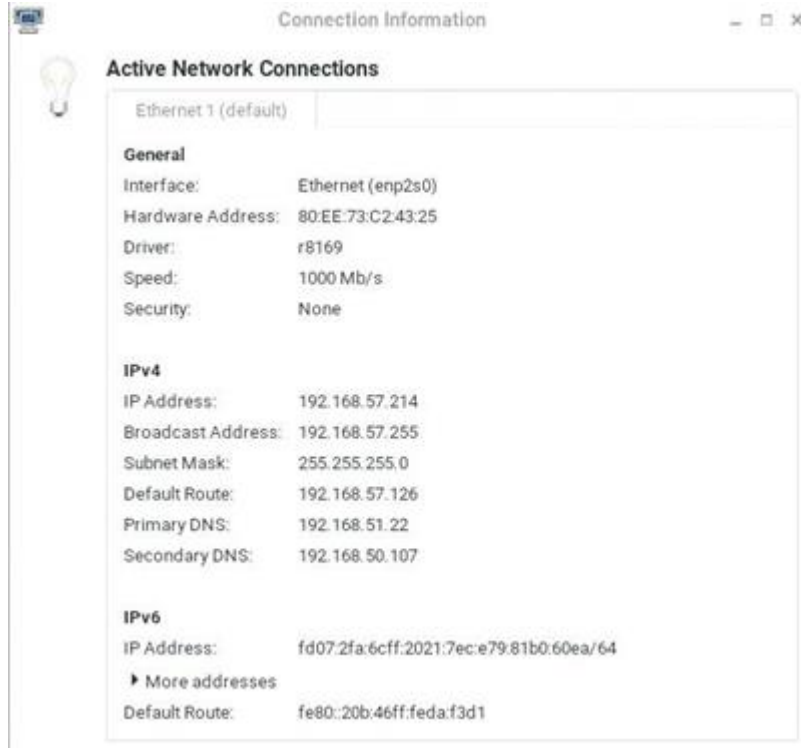 Connection Information
Active Network Connections
Ethernet 1 (default)
General
Interface: Ethernet (enp2s0)
Hardware Address: 80:EE:73:C2:43:25
Driver: r8169
Speed: 1000 Mb/s
Security: None
IPv4
IP Address: 192.168.57.214
Broadcast Address: 192.168.57.255
Subnet Mask: 255.255.255.0
Default Route: 192.168.57.126
Primary DNS: 192.168.51.22
Secondary DNS: 192.168.50.107
IPv6
IP Address: fd07:2fa:6cff:2021:7ec:e79:81b0:60ea/64
More addresses
Default Route: fe80::20b:46ff:feda:f3d1